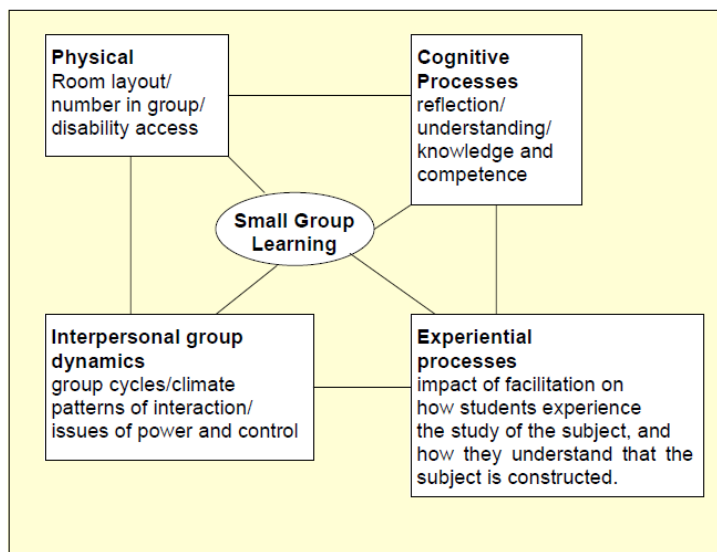 Physical
Room layout/
number in group/
disability access
Cognitive
Processes
reflection/
understanding/
knowledge and
competence
Small Group
Learning
Interpersonal group
dynamics
group cycles/climate
patterns of interaction/
issues of power and control
Experiential
processes
impact of facilitation on
how students experience
the study of the subject, and
how they understand that the
subject is constructed.